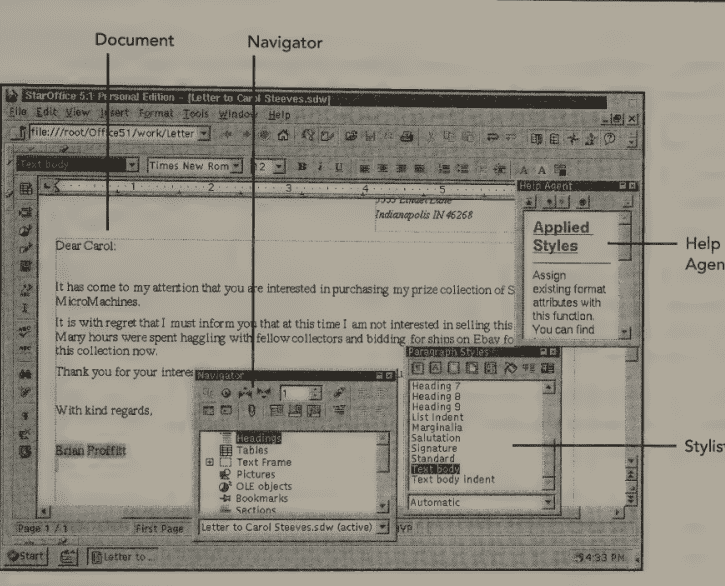 Document
Navigator
StarOffice 5.1 Personal Edition - [Letter to Carol Steeves.sdw]
File Edit View Insert Format Tools Window Help
file:///root/Office51/work/Letter
Text body
Times New Rom
12
B i U
A A
1 2 3 4 5
Indianapolis IN 46268
Dear Carol:
It has come to my attention that you are interested in purchasing my prize collection of S
MicroMachines.
It is with regret that I must inform you that at this time I am not interested in selling this
Many hours were spent haggling with fellow collectors and bidding for ships on Ebay fo
this collection now.
Thank you for your interes
With kind regards,
Brian Proffitt
Help Agent
Applied
Styles
Assign
existing format
attributes with
this function.
You can find
Help
Agen
Navigator
1
Headings
Tables
Text Frame
Pictures
OLE objects
Bookmarks
Sections
Letter to Carol Steeves.sdw (active)
Paragraph Styles
Heading 7
Heading 8
Heading 9
List Indent
Marginalia
Salutation
Signature
Standard
Text body
Text body indent
Automatic
Stylist
Page 1 / 1
First Page
Start
Letter to ...
4:33 PM